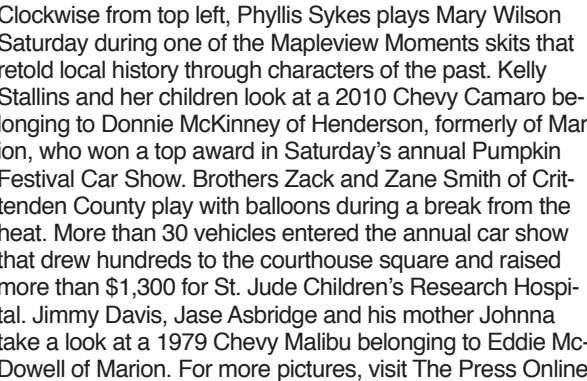 Clockwise from top left, Phyllis Sykes plays Mary Wilson
Saturday during one of the Mapleview Moments skits that
retold local history through characters of the past. Kelly
Stallins and her children look at a 2010 Chevy Camaro be-
longing to Donnie McKinney of Henderson, formerly of Mar
ion, who won a top award in Saturday's annual Pumpkin
Festival Car Show. Brothers Zack and Zane Smith of Crit-
tenden County play with balloons during a break from the
heat. More than 30 vehicles entered the annual car show
that drew hundreds to the courthouse square and raised
more than $1,300 for St. Jude Children's Research Hospi-
tal. Jimmy Davis, Jase Asbridge and his mother Johnna
take a look at a 1979 Chevy Malibu belonging to Eddie Mc-
Dowell of Marion. For more pictures, visit The Press Online